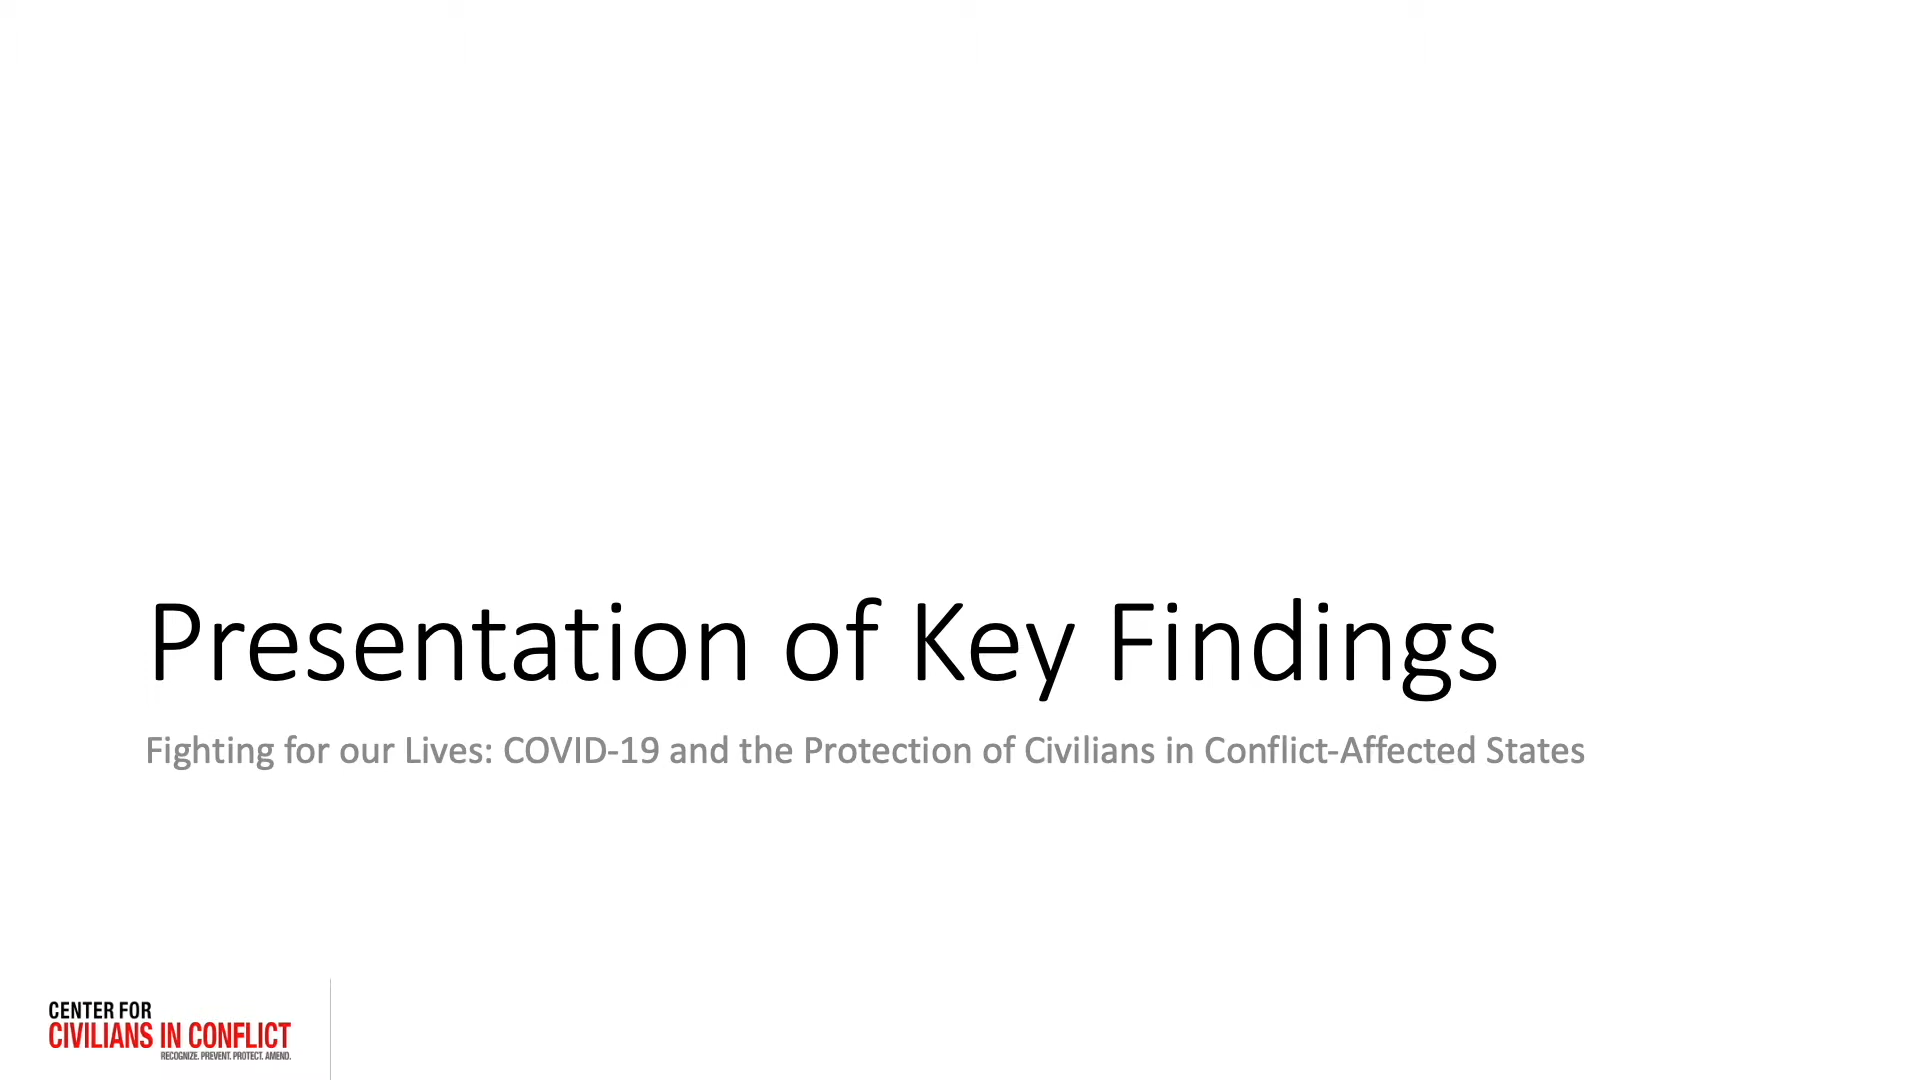 Presentation of Key Findings
Fighting for our Lives: COVID-19 and the Protection of Civilians in Conflict-Affected States
CENTER FOR
CIVILIANS IN CONFLICT
RECOGNIZE. PREVENT. PROTECT. AMEND.